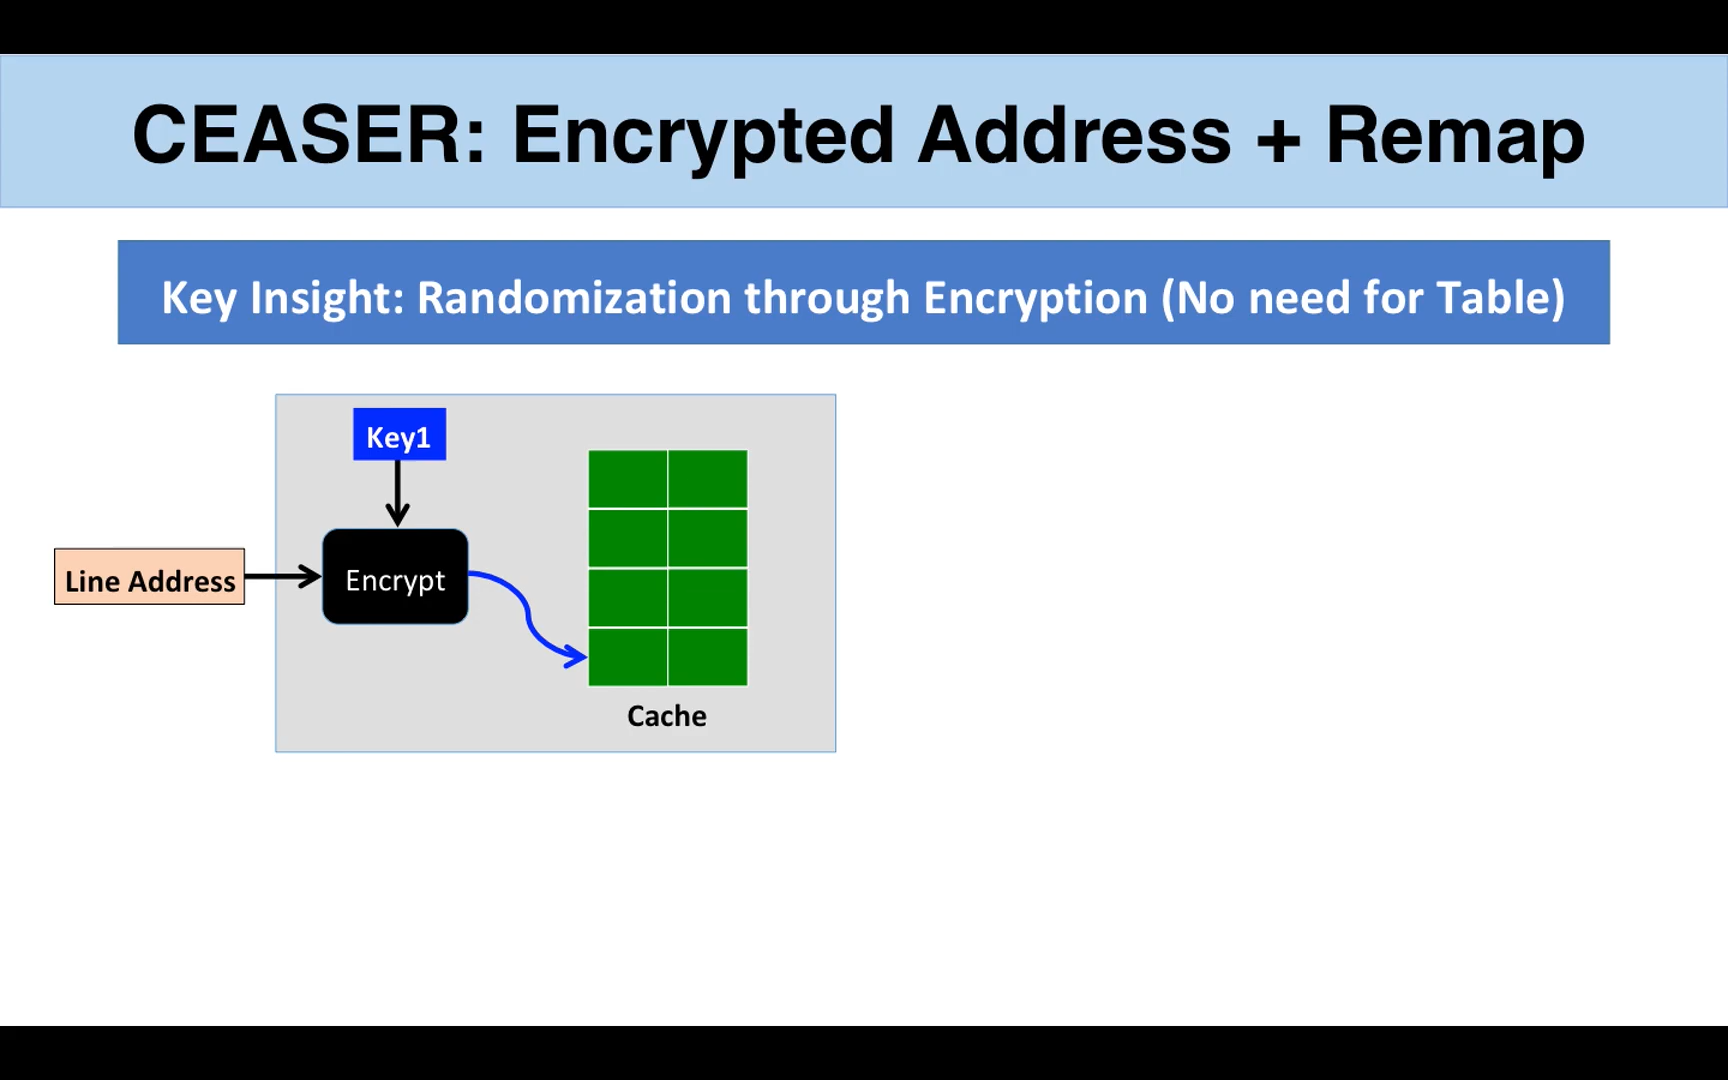 CEASER: Encrypted Address + Remap
Key Insight: Randomization through Encryption (No need for Table)
Key1
Line Address
Encrypt
Cache